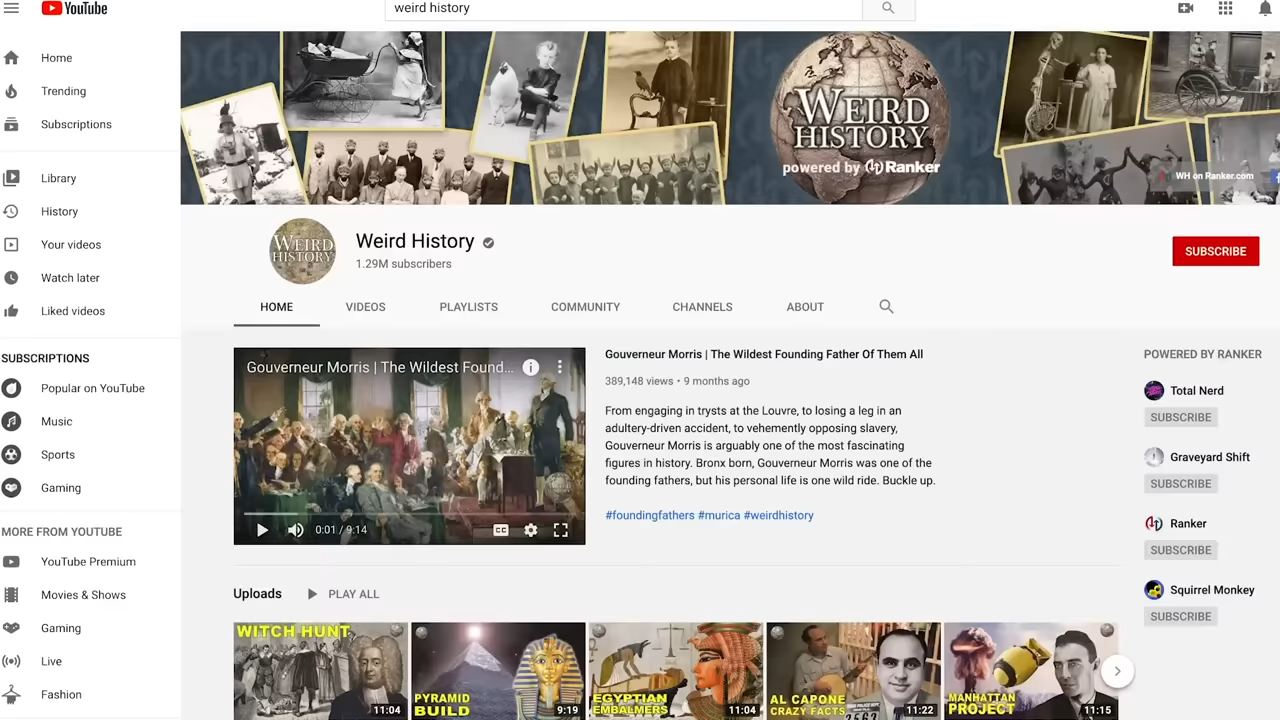 YouTube
weird history
Home
Trending
Subscriptions
Library
History
Your videos
Watch later
Liked videos
SUBSCRIPTIONS
Popular on YouTube
Music
Sports
Gaming
MORE FROM YOUTUBE
YouTube Premium
Movies & Shows
Gaming
Live
Fashion
WEIRD
HISTORY
powered by Ranker
WH on Ranker.com
WEIRD
HISTORY
Weird History
1.29M subscribers
SUBSCRIBE
HOME
VIDEOS
PLAYLISTS
COMMUNITY
CHANNELS
ABOUT
Gouverneur Morris | The Wildest Found...
0:01 / 9:14
CC
Gouverneur Morris | The Wildest Founding Father Of Them All
389,148 views • 9 months ago
From engaging in trysts at the Louvre, to losing a leg in an
adultery-driven accident, to vehemently opposing slavery,
Gouverneur Morris is arguably one of the most fascinating
figures in history. Bronx born, Gouverneur Morris was one of the
founding fathers, but his personal life is one wild ride. Buckle up.
#foundingfathers #murica #weirdhistory
POWERED BY RANKER
Total Nerd
SUBSCRIBE
Graveyard Shift
SUBSCRIBE
Ranker
SUBSCRIBE
Squirrel Monkey
SUBSCRIBE
Uploads
PLAY ALL
WITCH HUNT
11:04
PYRAMID
BUILD
9:19
EGYPTIAN
EMBALMERS
11:04
AL CAPONE
CRAZY FACTS
11:22
MANHATTAN
PROJECT
11:15